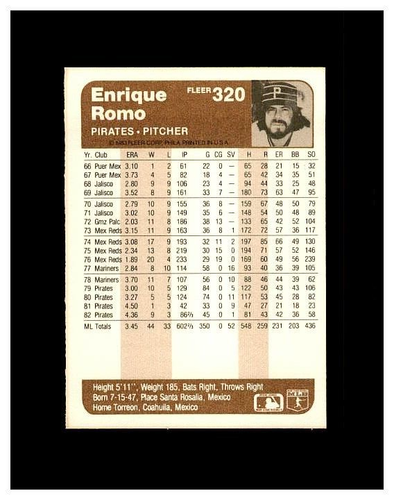 Enrique
Romo
FLEER 320
PIRATES • PITCHER
© 1983 FLEER CORP. PHILA. PRINTED IN U.S.A.
P
Yr. Club ERA W L IP G CG SV H R ER BB SO
66 Puer Mex 3.10 1 2 61 22 0 — 65 28 21 15 32
67 Puer Mex 3.73 4 5 82 18 4 — 65 42 34 35 51
68 Jalisco 2.80 9 9 106 23 4 — 94 44 33 25 48
69 Jalisco 3.52 8 9 161 33 7 — 180 73 63 47 95
70 Jalisco 2.79 10 9 155 36 8 — 159 67 48 50 79
71 Jalisco 3.02 10 9 149 35 6 — 148 54 50 48 89
72 Gmz Palc 2.03 11 8 186 38 13 — 133 65 42 52 104
73 Mex Reds 3.15 11 9 163 36 8 1 172 72 57 36 117
74 Mex Reds 3.08 17 9 193 32 11 2 197 85 66 49 130
75 Mex Reds 2.34 13 8 219 30 15 0 194 71 57 52 146
76 Mex Reds 1.89 20 4 233 29 19 0 169 60 49 56 239
77 Mariners 2.84 8 10 114 58 0 16 93 40 36 39 105
78 Mariners 3.70 11 7 107 56 0 10 88 46 44 39 62
79 Pirates 3.00 10 5 129 84 0 5 122 50 43 43 106
80 Pirates 3.27 5 5 124 74 0 11 117 53 45 28 82
81 Pirates 4.50 1 3 42 33 0 9 47 27 21 18 23
82 Pirates 4.36 9 3 86⅔ 45 0 1 81 43 42 36 58
ML Totals 3.45 44 33 602⅔ 350 0 52 548 259 231 203 436
Height 5'11", Weight 185, Bats Right, Throws Right
Born 7-15-47, Place Santa Rosalia, Mexico
Home Torreon, Coahuila, Mexico